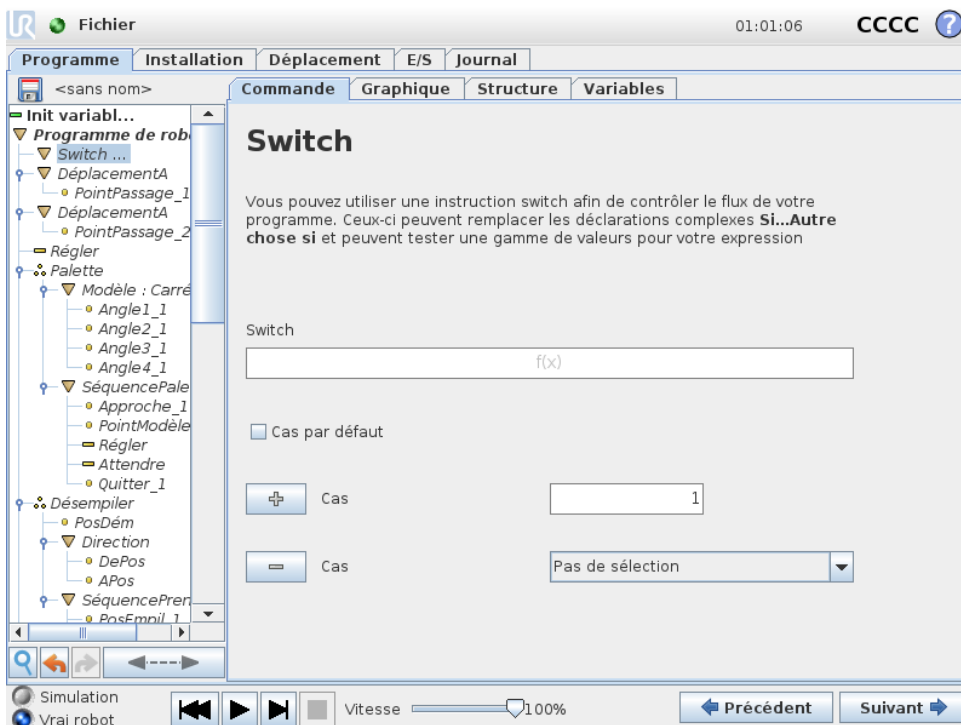 UR Fichier 01:01:06 CCCC ?
Programme Installation Déplacement E/S Journal
<sans nom>
Commande Graphique Structure Variables
Init variabl...
Programme de rob
Switch ...
DéplacementA
PointPassage_1
DéplacementA
PointPassage_2
Régler
Palette
Modèle : Carré
Angle1_1
Angle2_1
Angle3_1
Angle4_1
SéquencePale
Approche_1
PointModèle
Régler
Attendre
Quitter_1
Désempiler
PosDém
Direction
DePos
APos
SéquencePren
PosEmpil_1
Switch
Vous pouvez utiliser une instruction switch afin de contrôler le flux de votre
programme. Ceux-ci peuvent remplacer les déclarations complexes Si...Autre
chose si et peuvent tester une gamme de valeurs pour votre expression
Switch
f(x)
Cas par défaut
Cas 1
Cas Pas de sélection
Simulation
Vrai robot
Vitesse 100%
Précédent Suivant